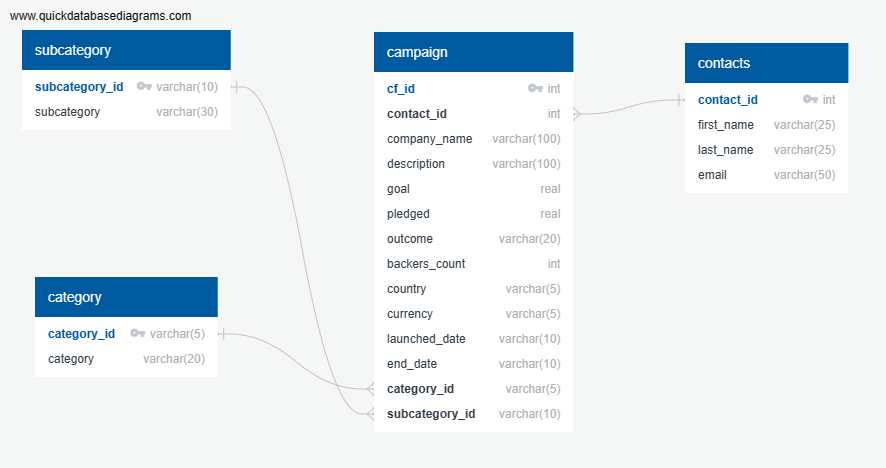 www.quickdatabasediagrams.com
subcategory
subcategory_id varchar(10)
subcategory varchar(30)
category
category_id varchar(5)
category varchar(20)
campaign
cf_id int
contact_id int
company_name varchar(100)
description varchar(100)
goal real
pledged real
outcome varchar(20)
backers_count int
country varchar(5)
currency varchar(5)
launched_date varchar(10)
end_date varchar(10)
category_id varchar(5)
subcategory_id varchar(10)
contacts
contact_id int
first_name varchar(25)
last_name varchar(25)
email varchar(50)